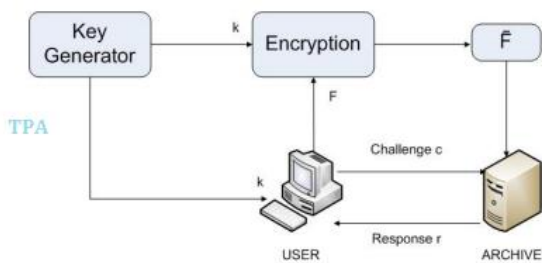 Key
Generator
k
Encryption
F̃
F
TPA
Challenge c
k
Response r
USER
ARCHIVE